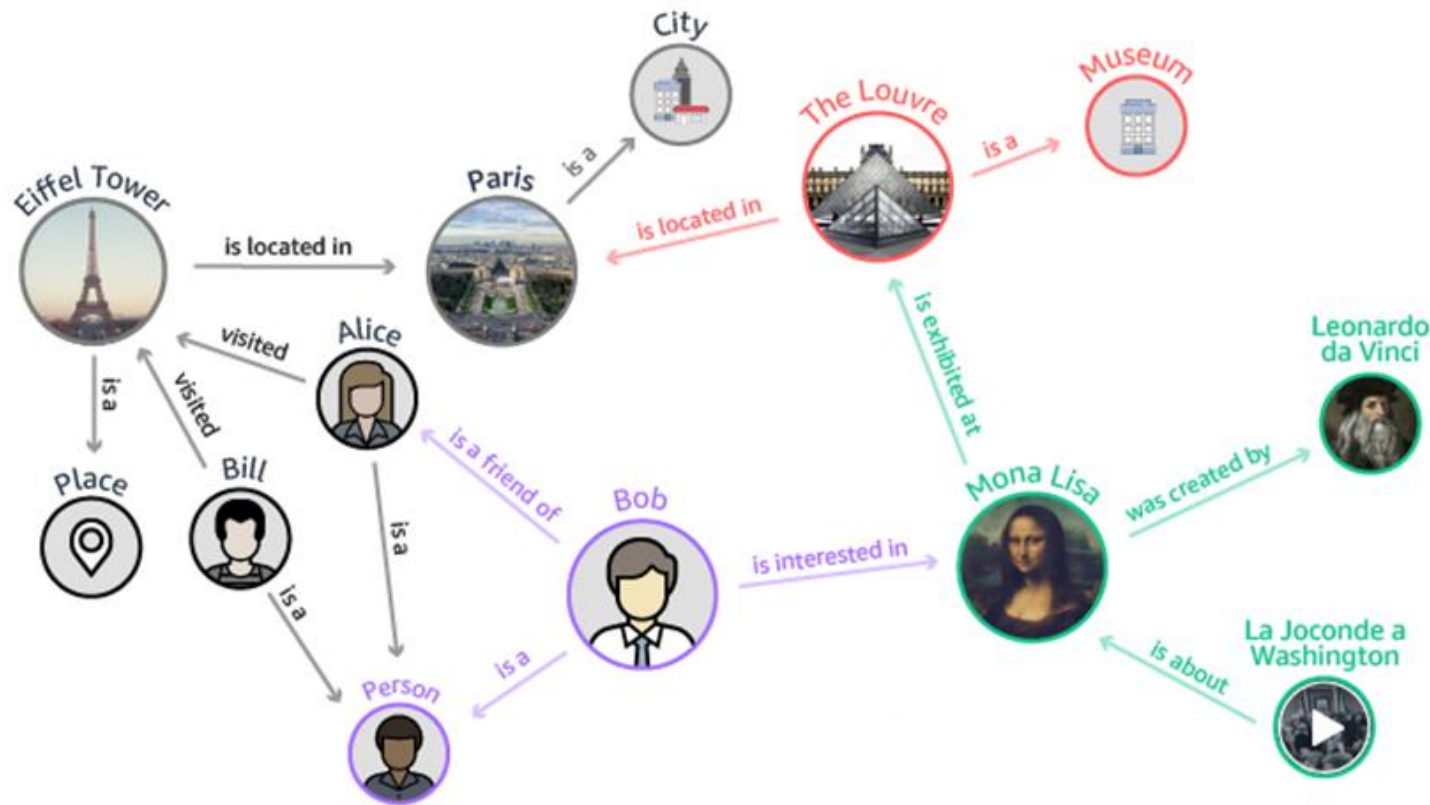 City
Museum
The Louvre
is a
is a
Eiffel Tower
Paris
is located in
is located in
visited
Alice
is exhibited at
Leonardo
da Vinci
is a
visited
is a friend of
Place
Bill
Bob
Mona Lisa
was created by
is a
is interested in
is a
La Joconde a
Washington
is about
is a
Person